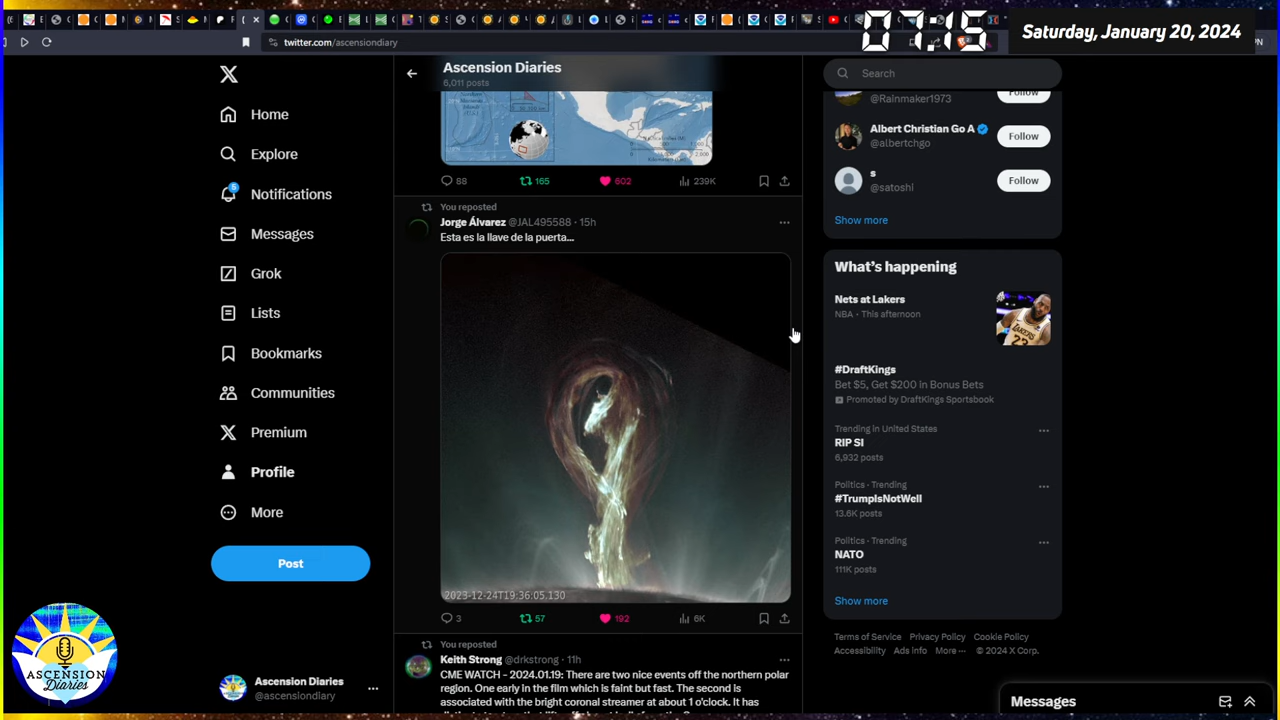 07:15
Saturday, January 20, 2024
twitter.com/ascensiondiary
Home
Explore
5
Notifications
Messages
Grok
Lists
Bookmarks
Communities
Premium
Profile
More
Post
Ascension Diaries
@ascensiondiary
ASCENSION
Diaries
Ascension Diaries
6,011 posts
88
165
602
239K
You reposted
Jorge Álvarez @JAL495588 · 15h
Esta es la llave de la puerta...
2023-12-24T19:36:05.130
3
57
192
6K
You reposted
Keith Strong @drkstrong · 11h
CME WATCH - 2024.01.19: There are two nice events off the northern polar
region. One early in the film which is faint but fast. The second is
associated with the bright coronal streamer at about 1 o'clock. It has
Search
@Rainmaker1973
Follow
Albert Christian Go A
@albertchgo
Follow
s
@satoshl
Follow
Show more
What's happening
Nets at Lakers
NBA · This afternoon
#DraftKings
Bet $5, Get $200 in Bonus Bets
Promoted by DraftKings Sportsbook
Trending in United States
RIP SI
6,932 posts
Politics · Trending
#TrumpIsNotWell
13.6K posts
Politics · Trending
NATO
111K posts
Show more
Terms of Service Privacy Policy Cookie Policy
Accessibility Ads info More ··· © 2024 X Corp.
Messages